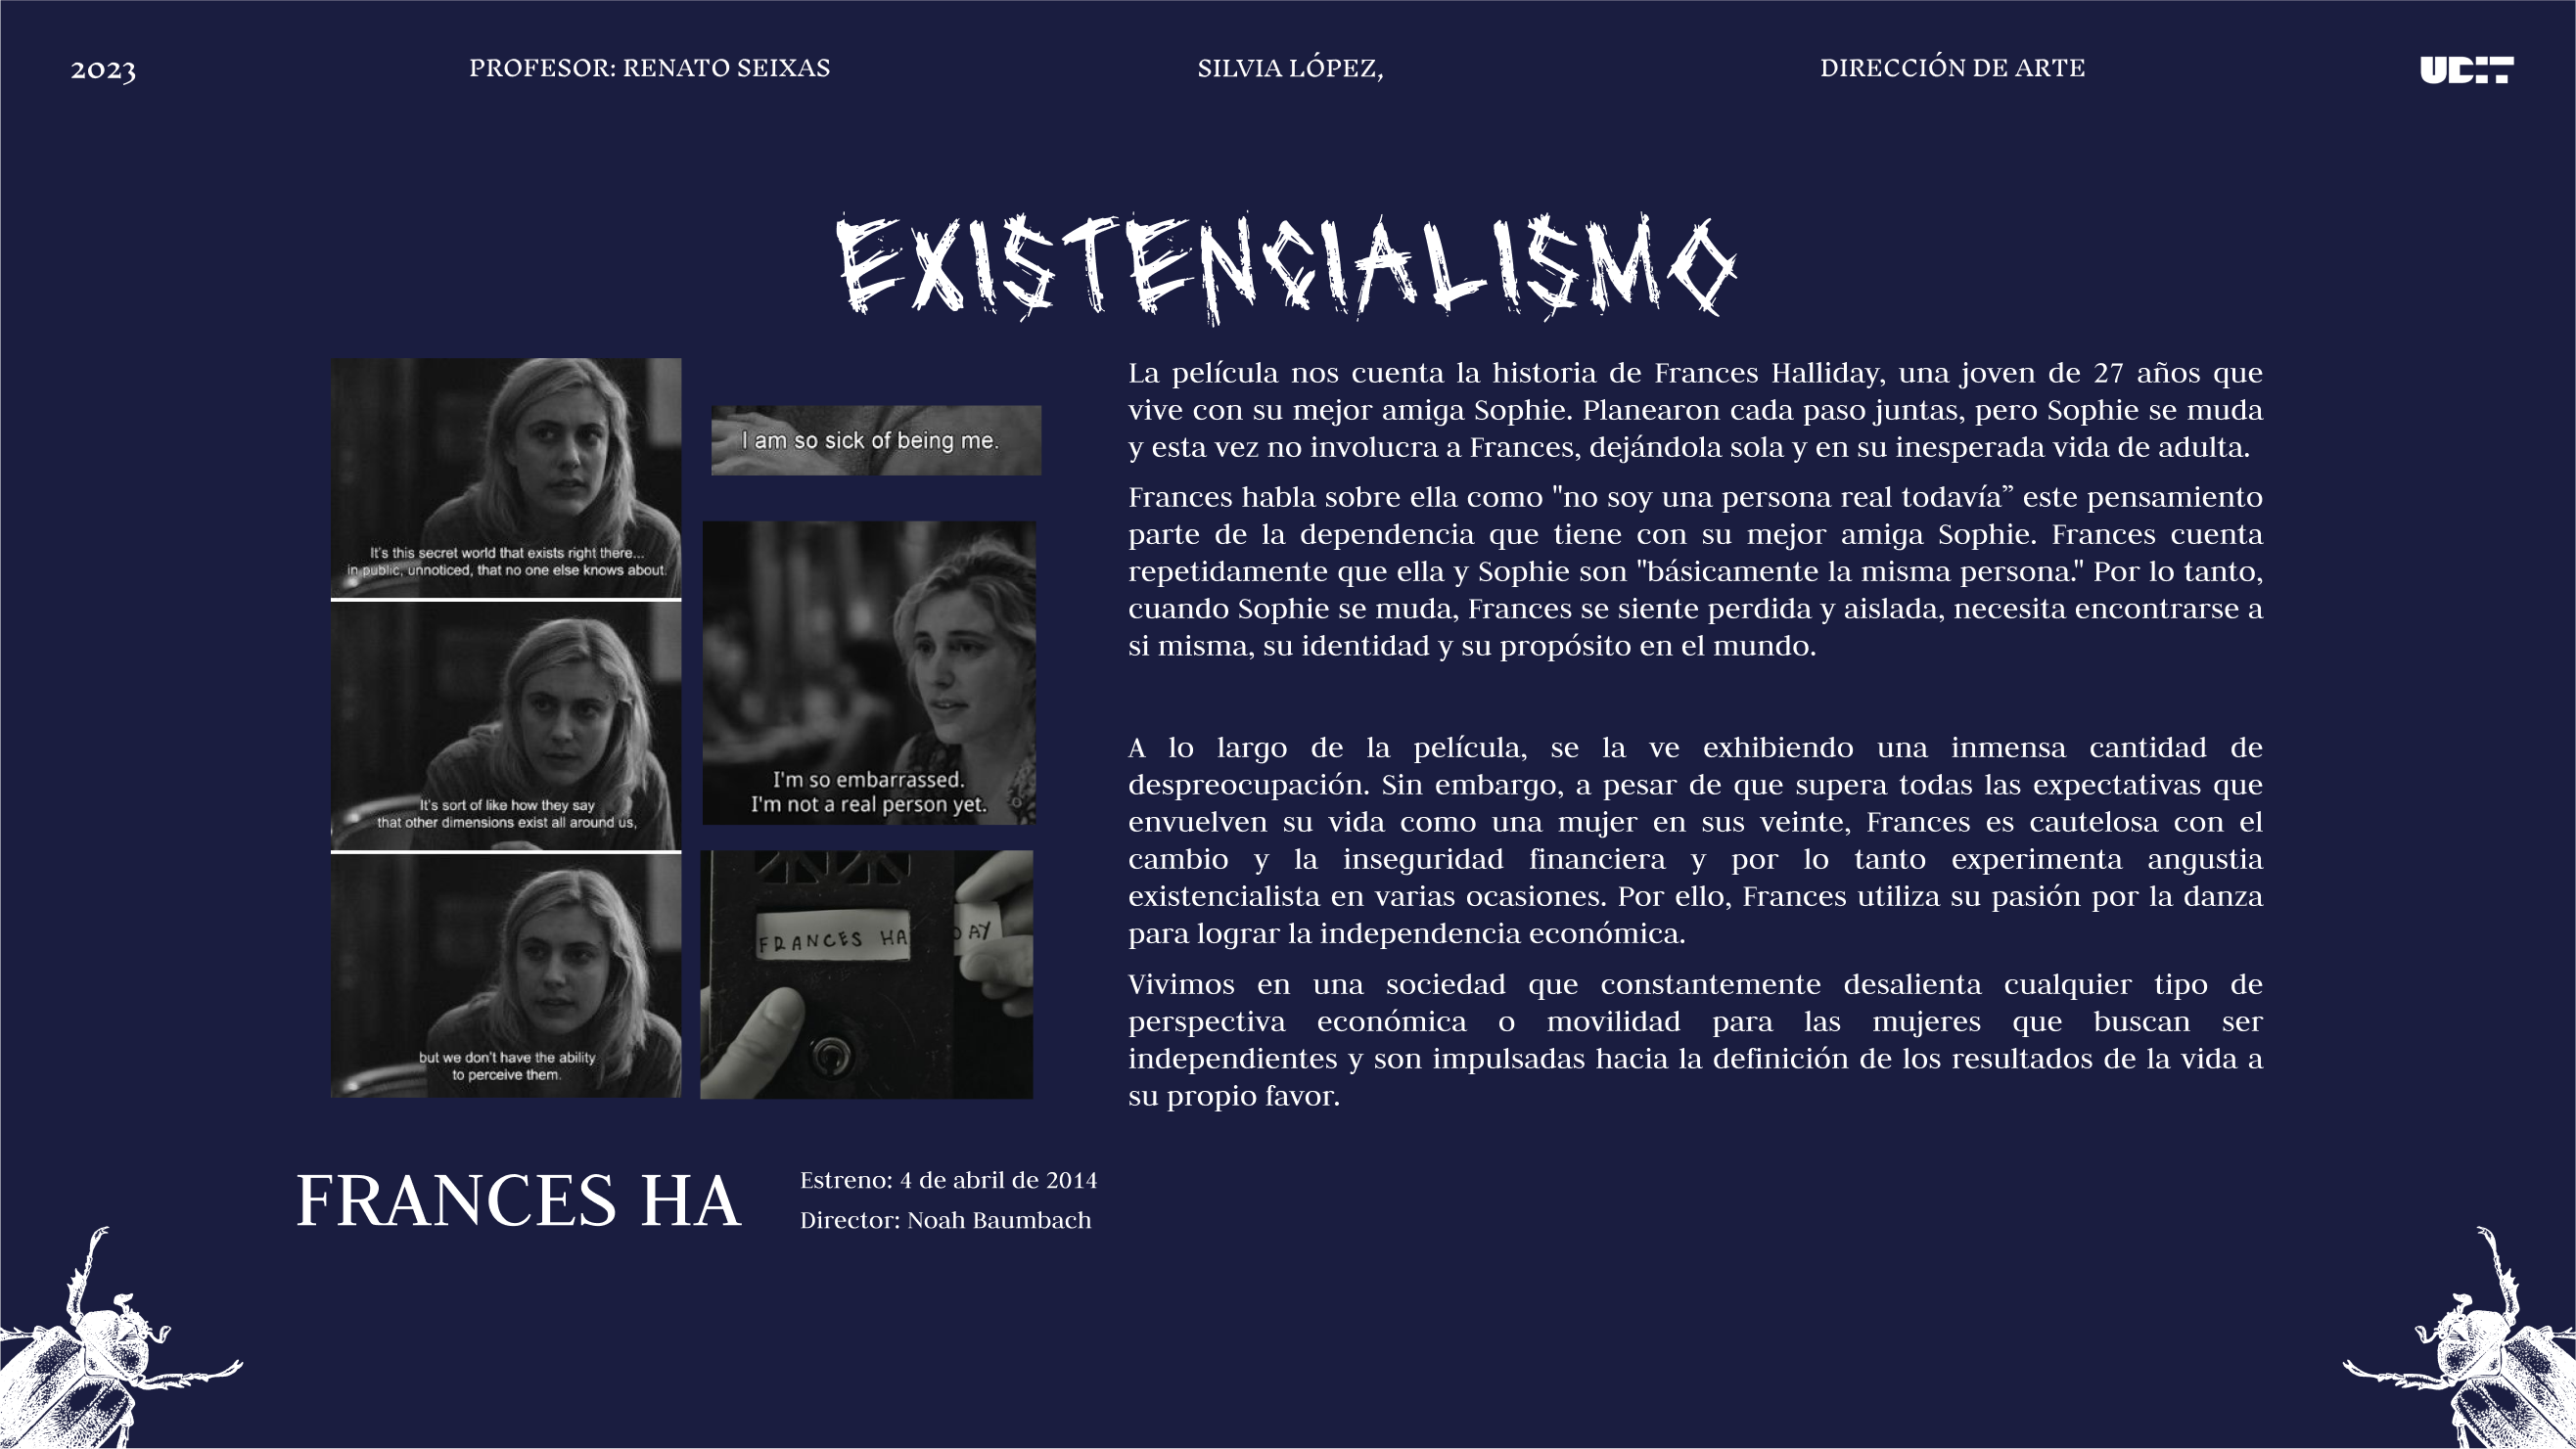 2023
PROFESOR: RENATO SEIXAS
SILVIA LÓPEZ,
DIRECCIÓN DE ARTE
UDIT
EXISTENCIALISMO
It's this secret world that exists right there...
in public, unnoticed, that no one else knows about.
It's sort of like how they say
that other dimensions exist all around us,
but we don't have the ability
to perceive them.
I am so sick of being me.
I'm so embarrassed.
I'm not a real person yet.
FRANCES HA
DAY
La película nos cuenta la historia de Frances Halliday, una joven de 27 años que
vive con su mejor amiga Sophie. Planearon cada paso juntas, pero Sophie se muda
y esta vez no involucra a Frances, dejándola sola y en su inesperada vida de adulta.
Frances habla sobre ella como "no soy una persona real todavía” este pensamiento
parte de la dependencia que tiene con su mejor amiga Sophie. Frances cuenta
repetidamente que ella y Sophie son "básicamente la misma persona." Por lo tanto,
cuando Sophie se muda, Frances se siente perdida y aislada, necesita encontrarse a
si misma, su identidad y su propósito en el mundo.
A lo largo de la película, se la ve exhibiendo una inmensa cantidad de
despreocupación. Sin embargo, a pesar de que supera todas las expectativas que
envuelven su vida como una mujer en sus veinte, Frances es cautelosa con el
cambio y la inseguridad financiera y por lo tanto experimenta angustia
existencialista en varias ocasiones. Por ello, Frances utiliza su pasión por la danza
para lograr la independencia económica.
Vivimos en una sociedad que constantemente desalienta cualquier tipo de
perspectiva económica o movilidad para las mujeres que buscan ser
independientes y son impulsadas hacia la definición de los resultados de la vida a
su propio favor.
FRANCES HA
Estreno: 4 de abril de 2014
Director: Noah Baumbach